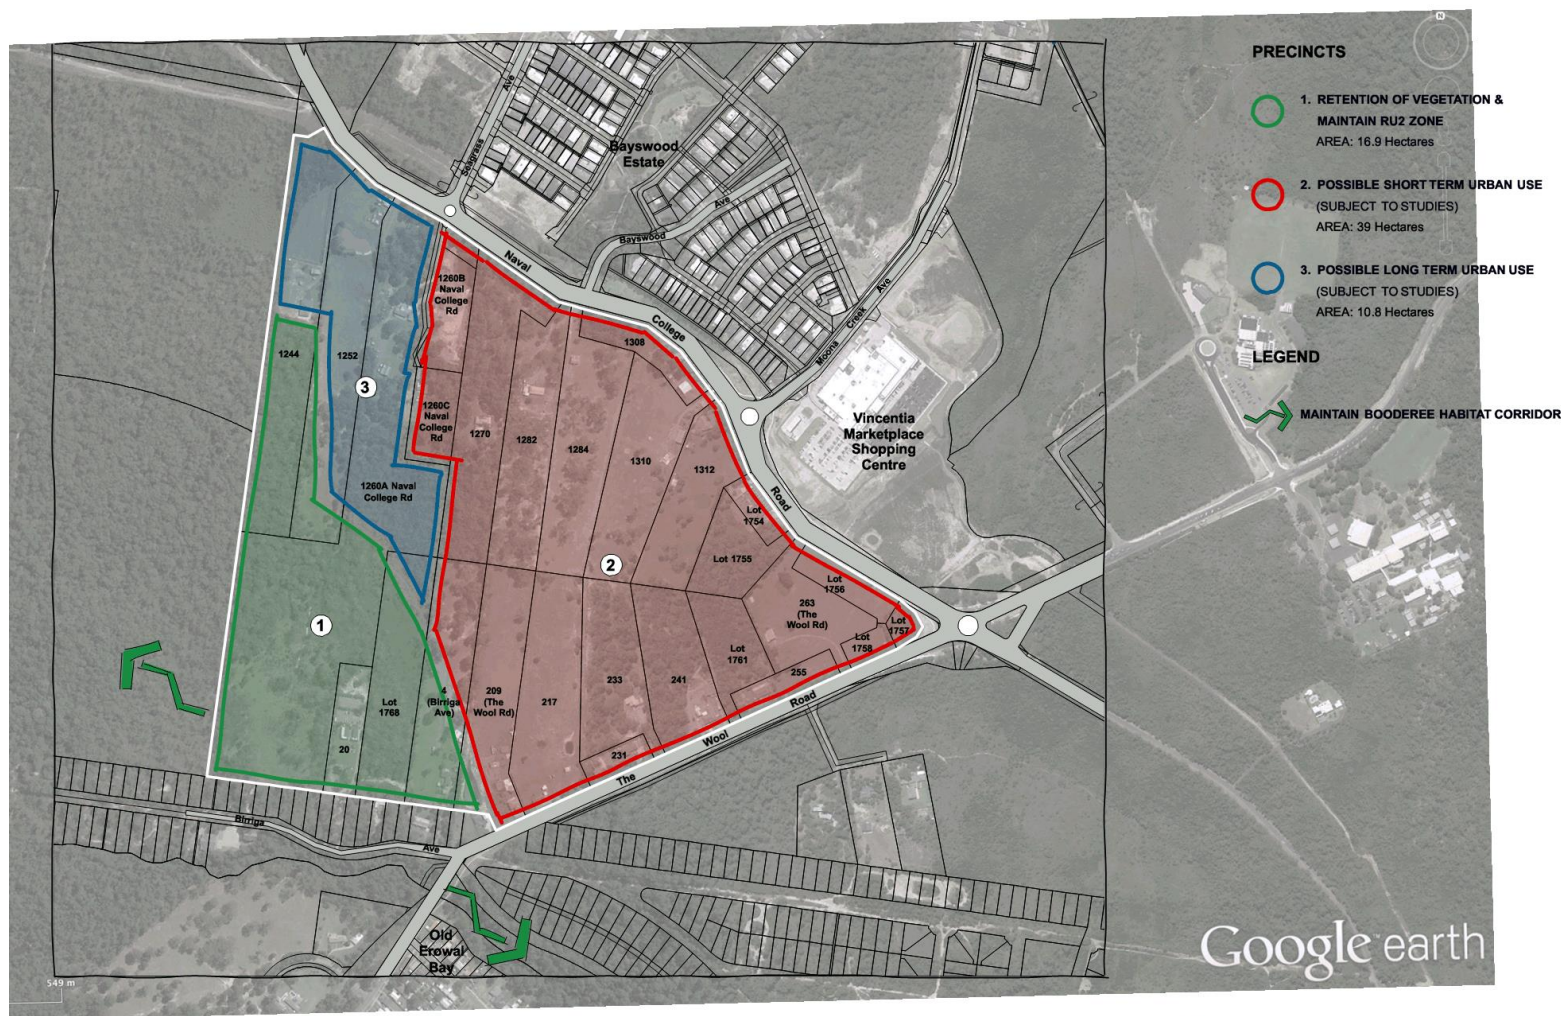 N
PRECINCTS
1. RETENTION OF VEGETATION &
MAINTAIN RU2 ZONE
AREA: 16.9 Hectares
2. POSSIBLE SHORT TERM URBAN USE
(SUBJECT TO STUDIES)
AREA: 39 Hectares
3. POSSIBLE LONG TERM URBAN USE
(SUBJECT TO STUDIES)
AREA: 10.8 Hectares
LEGEND
MAINTAIN BOODEREE HABITAT CORRIDOR
Seagrass
Ave
Bayswood
Estate
Bayswood
Ave
Naval
College
Road
Moona
Creek
Ave
Vincentia
Marketplace
Shopping
Centre
1260B
Naval
College
Rd
1308
1244
1252
3
1260C
Naval
College
Rd
1270
1282
1284
1310
1312
1260A Naval
College Rd
Lot
1754
2
Lot 1755
Lot
1756
263
(The
Wool Rd)
Lot
1757
Lot
1758
1
Lot
1761
255
233
241
4
(Birriga
Ave)
209
(The
Wool Rd)
217
Lot
1768
20
231
The
Wool
Road
Birriga
Ave
Old
Erowal
Bay
549 m
Google earth